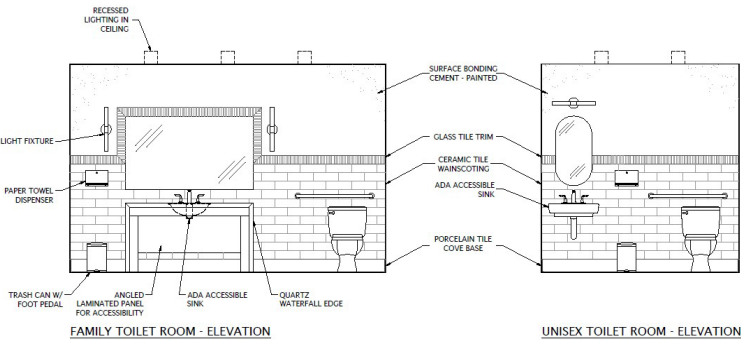 RECESSED
LIGHTING IN
CEILING
LIGHT FIXTURE
PAPER TOWEL
DISPENSER
TRASH CAN W/
FOOT PEDAL
ANGLED
LAMINATED PANEL
FOR ACCESSIBILITY
ADA ACCESSIBLE
SINK
QUARTZ
WATERFALL EDGE
SURFACE BONDING
CEMENT - PAINTED
GLASS TILE TRIM
CERAMIC TILE
WAINSCOTING
ADA ACCESSIBLE
SINK
PORCELAIN TILE
COVE BASE
FAMILY TOILET ROOM - ELEVATION
UNISEX TOILET ROOM - ELEVATION